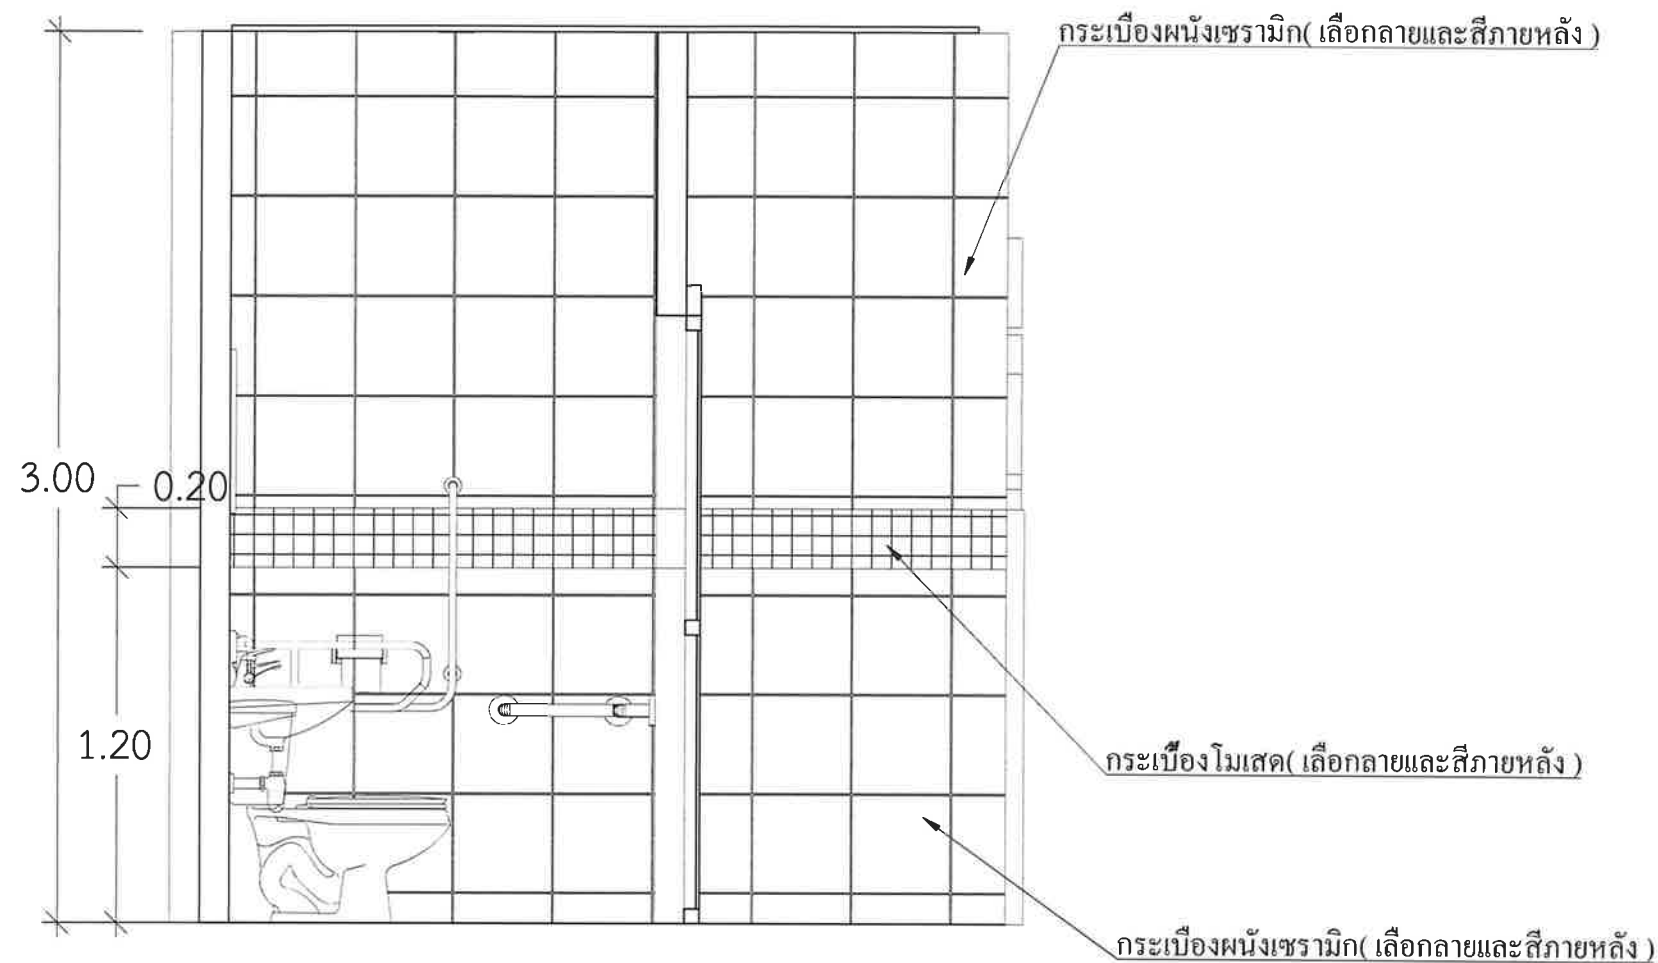 กระเบื้องผนังเซรามิก( เลือกลายและสีภายหลัง )
3.00
0.20
1.20
กระเบื้องโมเสด( เลือกลายและสีภายหลัง )
กระเบื้องผนังเซรามิก( เลือกลายและสีภายหลัง )